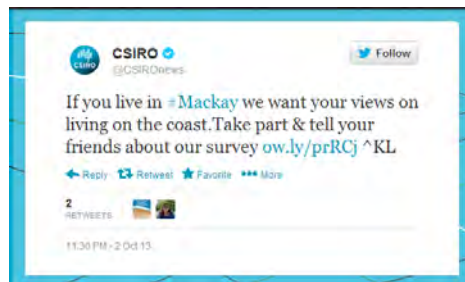 CSIRO
@CSIROnews
Follow
If you live in #Mackay we want your views on
living on the coast.Take part & tell your
friends about our survey ow.ly/prRCj ^KL
Reply Retweet Favorite More
2
RETWEETS
11:36 PM - 2 Oct 13